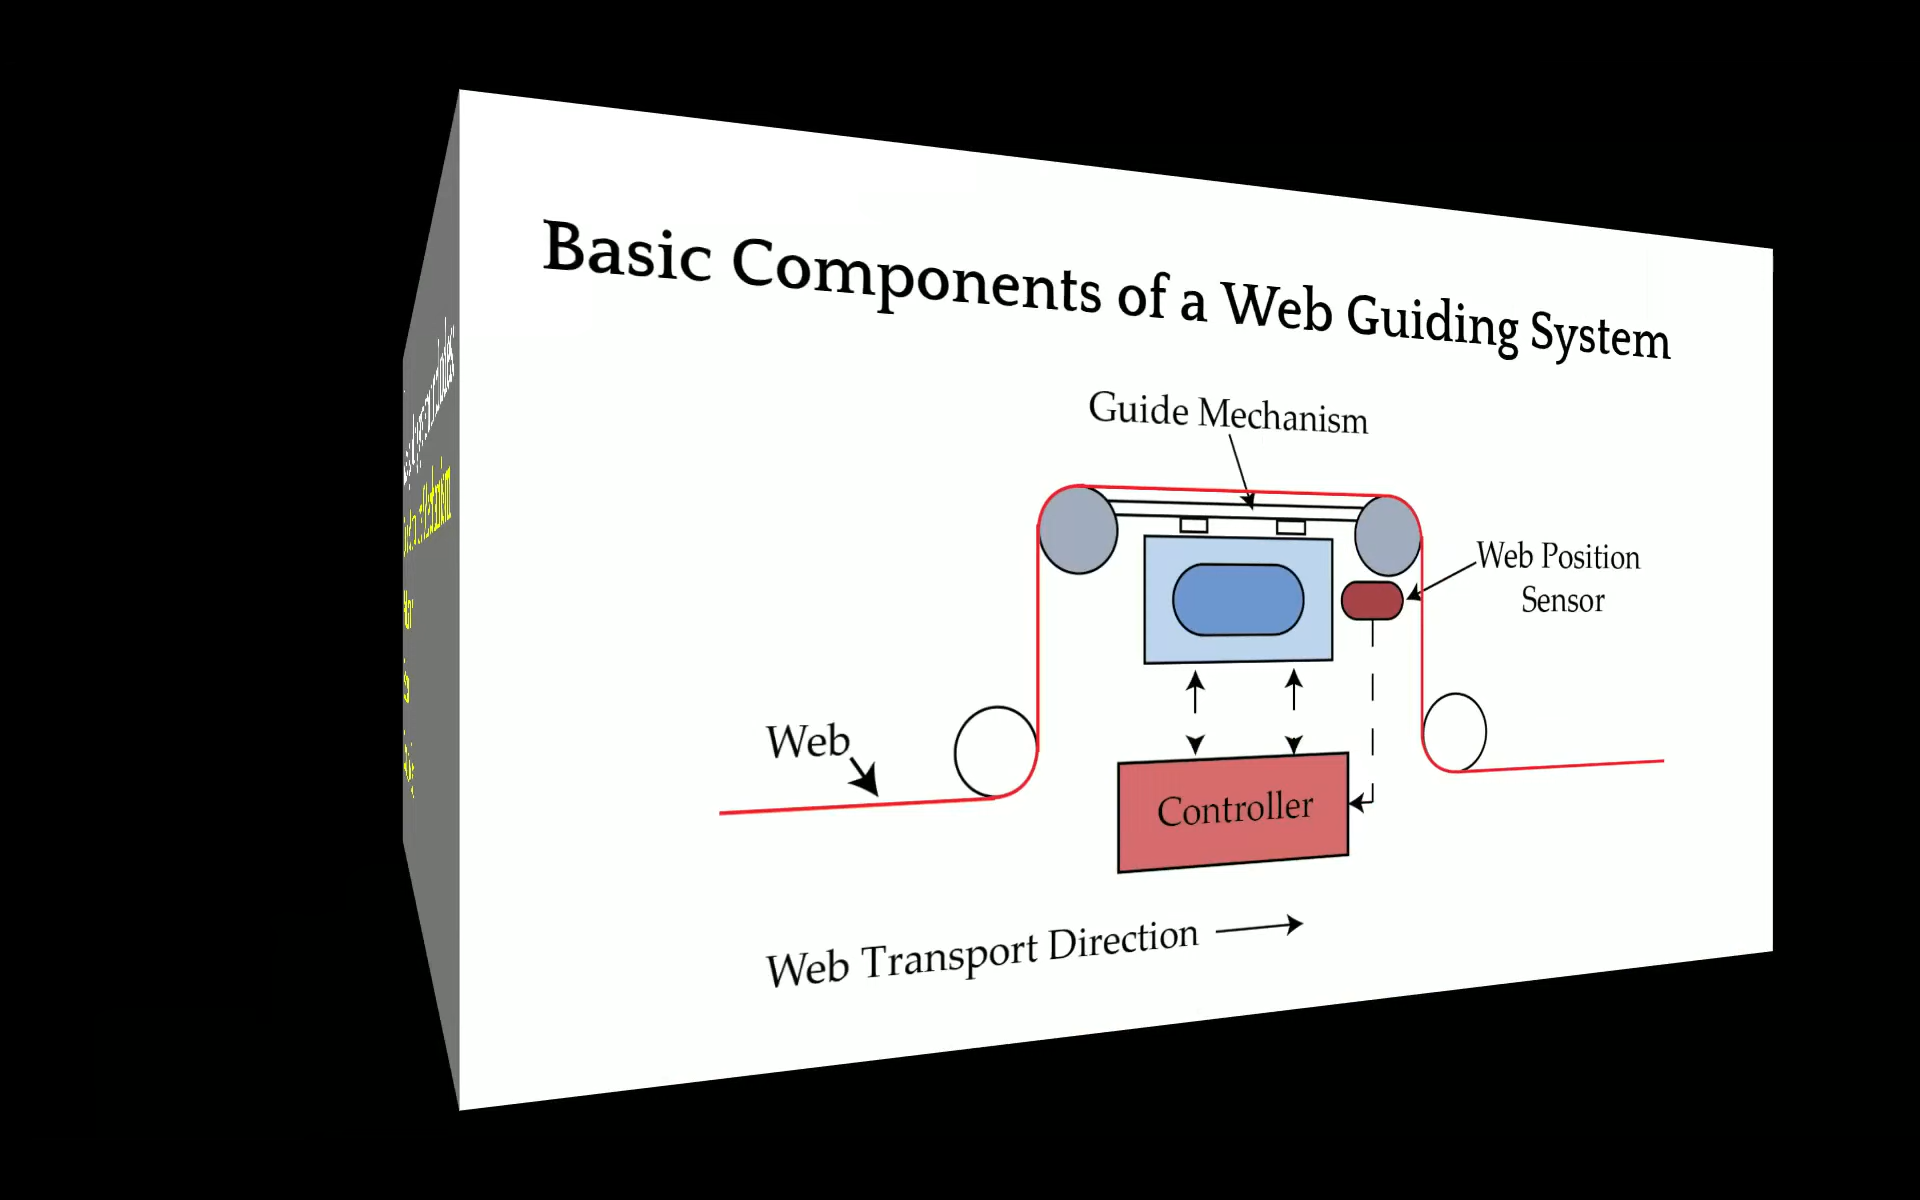 Basic Components of a Web Guiding System
Guide Mechanism
Web Position
Sensor
Web
Controller
Web Transport Direction